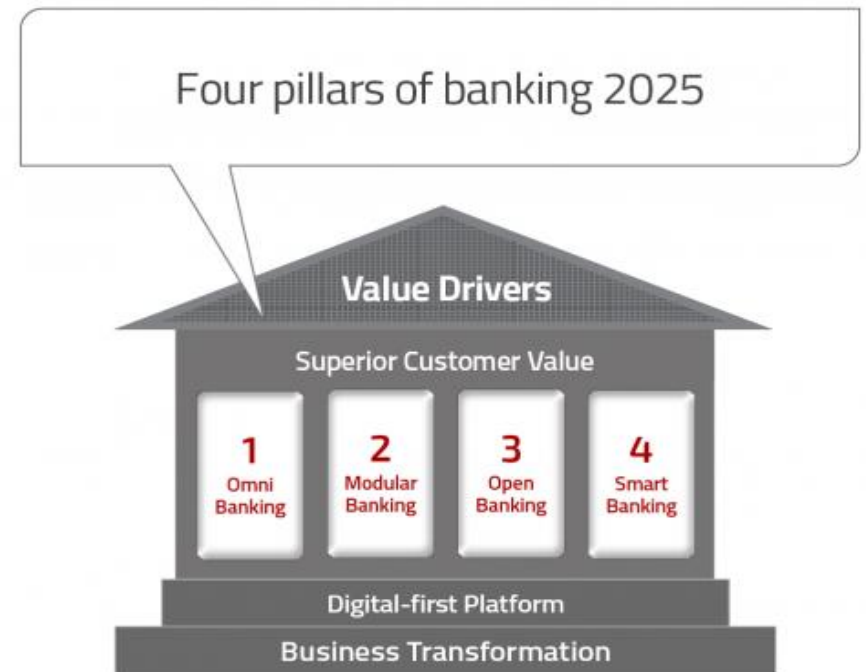 Four pillars of banking 2025
Value Drivers
Superior Customer Value
1
Omni
Banking
2
Modular
Banking
3
Open
Banking
4
Smart
Banking
Digital-first Platform
Business Transformation